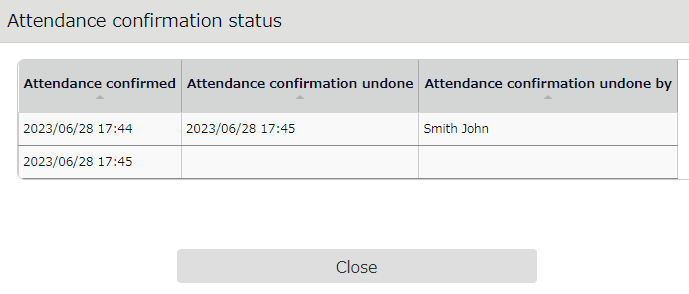 Attendance confirmation status
Attendance confirmed Attendance confirmation undone Attendance confirmation undone by
2023/06/28 17:44 2023/06/28 17:45 Smith John
2023/06/28 17:45
Close